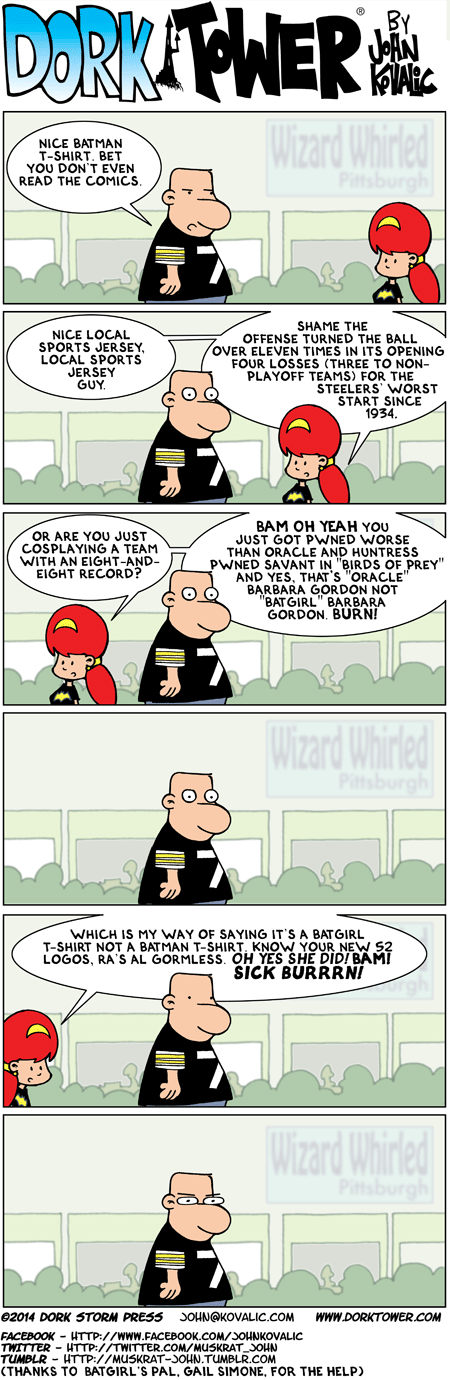 DORK TOWER®
BY
JOHN
KOVALIC
NICE BATMAN
T-SHIRT. BET
YOU DON'T EVEN
READ THE COMICS.
Wizard Whirled
Pittsburgh
NICE LOCAL
SPORTS JERSEY,
LOCAL SPORTS
JERSEY
GUY.
SHAME THE
OFFENSE TURNED THE BALL
OVER ELEVEN TIMES IN ITS OPENING
FOUR LOSSES (THREE TO NON-
PLAYOFF TEAMS) FOR THE
STEELERS' WORST
START SINCE
1934.
7
OR ARE YOU JUST
COSPLAYING A TEAM
WITH AN EIGHT-AND-
EIGHT RECORD?
BAM OH YEAH YOU
JUST GOT PWNED WORSE
THAN ORACLE AND HUNTRESS
PWNED SAVANT IN "BIRDS OF PREY"
AND YES, THAT'S "ORACLE"
BARBARA GORDON NOT
"BATGIRL" BARBARA
GORDON. BURN!
7
Wizard Whirled
Pittsburgh
7
WHICH IS MY WAY OF SAYING IT'S A BATGIRL
T-SHIRT NOT A BATMAN T-SHIRT. KNOW YOUR NEW 52
LOGOS, RA'S AL GORMLESS. OH YES SHE DID! BAM!
SICK BURRRN!
urgh
7
Wizard Whirled
Pittsburgh
7
©2014 DORK STORM PRESS JOHN@KOVALIC.COM WWW.DORKTOWER.COM
FACEBOOK - HTTP://WWW.FACEBOOK.COM/JOHNKOVALIC
TWITTER - HTTP://TWITTER.COM/MUSKRAT_JOHN
TUMBLR - HTTP://MUSKRAT-JOHN.TUMBLR.COM
(THANKS TO BATGIRL'S PAL, GAIL SIMONE, FOR THE HELP)